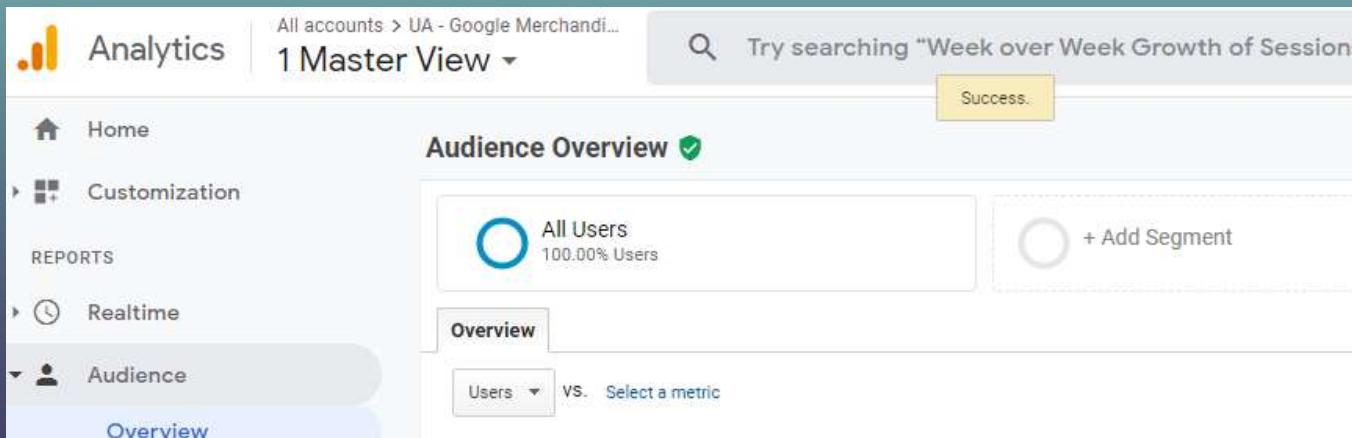 Analytics
All accounts > UA - Google Merchandi...
1 Master View
Try searching “Week over Week Growth of Session
Success.
Home
Customization
REPORTS
Realtime
Audience
Overview
Audience Overview
All Users
100.00% Users
+ Add Segment
Overview
Users VS. Select a metric